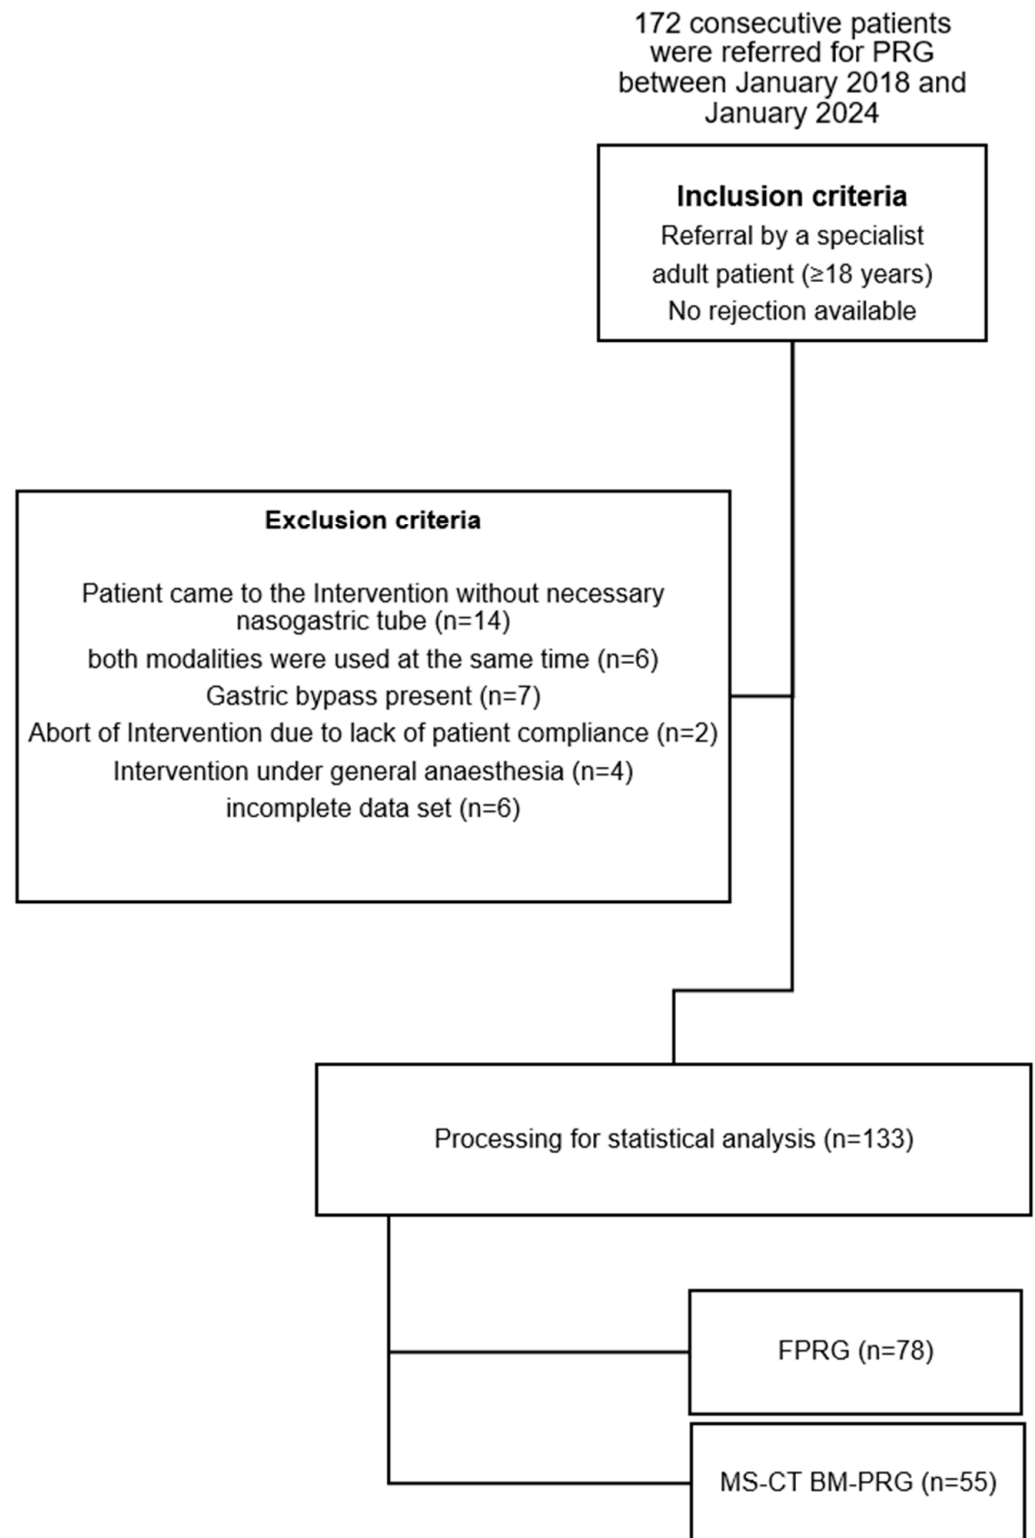 172 consecutive patients
were referred for PRG
between January 2018 and
January 2024
Inclusion criteria
Referral by a specialist
adult patient (≥18 years)
No rejection available
Exclusion criteria
Patient came to the Intervention without necessary
nasogastric tube (n=14)
both modalities were used at the same time (n=6)
Gastric bypass present (n=7)
Abort of Intervention due to lack of patient compliance (n=2)
Intervention under general anaesthesia (n=4)
incomplete data set (n=6)
Processing for statistical analysis (n=133)
FPRG (n=78)
MS-CT BM-PRG (n=55)